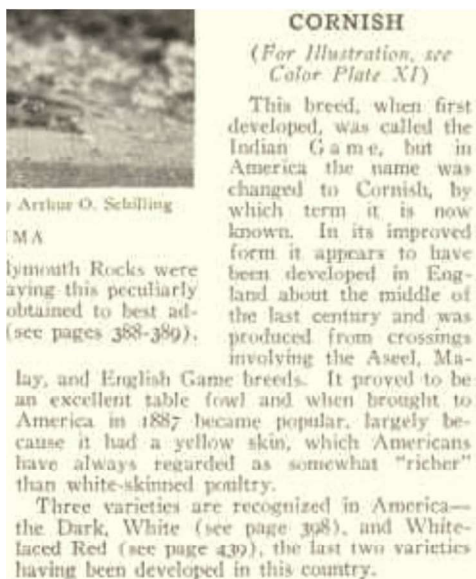 Arthur O. Schilling
MA
lymouth Rocks were
aving this peculiarly
obtained to best ad-
(see pages 388-389).
CORNISH
(For Illustration, see
Color Plate XI)
This breed, when first
developed, was called the
Indian Game, but in
America the name was
changed to Cornish, by
which term it is now
known. In its improved
form it appears to have
been developed in Eng-
land about the middle of
the last century and was
produced from crossings
involving the Aseel, Ma-
lay, and English Game breeds. It proved to be
an excellent table fowl and when brought to
America in 1887 became popular, largely be-
cause it had a yellow skin, which Americans
have always regarded as somewhat "richer"
than white-skinned poultry.
Three varieties are recognized in America—
the Dark, White (see page 398), and White-
laced Red (see page 439), the last two varieties
having been developed in this country.